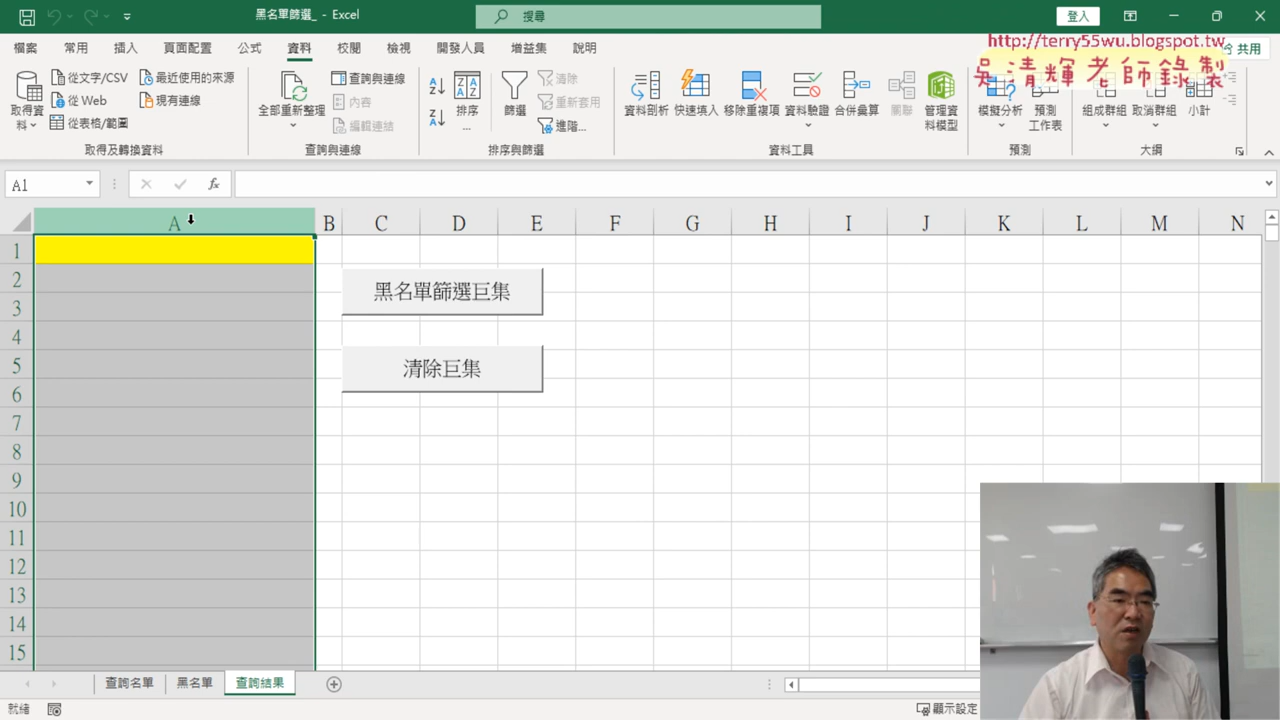 黑名單篩選_ - Excel
搜尋
登入
檔案 常用 插入 頁面配置 公式 資料 校閱 檢視 開發人員 增益集 說明
共用
http://terry55wu.blogspot.tw
吳清輝老師錄製
取得資料
從文字/CSV
從 Web
從表格/範圍
最近使用的來源
現有連線
取得及轉換資料
全部重新整理
查詢與連線
內容
編輯連結
查詢與連線
排序
...
篩選
清除
重新套用
進階...
排序與篩選
資料剖析
快速填入
移除重複項
資料驗證
合併彙算
關聯
管理資料模型
資料工具
模擬分析
預測工作表
預測
組成群組
取消群組
小計
大綱
A1
fx
A B C D E F G H I J K L M N
1
2
黑名單篩選巨集
3
4
5
清除巨集
6
7
8
9
10
11
12
13
14
15
查詢名單 黑名單 查詢結果
就緒
顯示設定